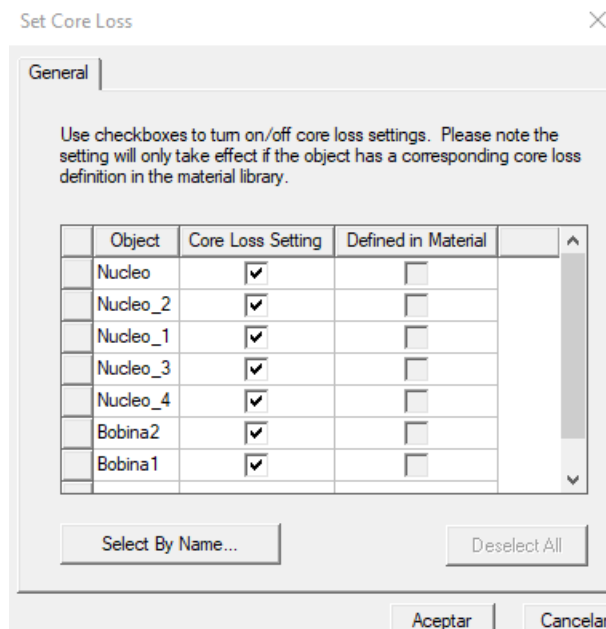 Set Core Loss
General
Use checkboxes to turn on/off core loss settings. Please note the
setting will only take effect if the object has a corresponding core loss
definition in the material library.
Object Core Loss Setting Defined in Material
Nucleo
Nucleo_2
Nucleo_1
Nucleo_3
Nucleo_4
Bobina2
Bobina1
Select By Name... Deselect All
Aceptar Cancelar